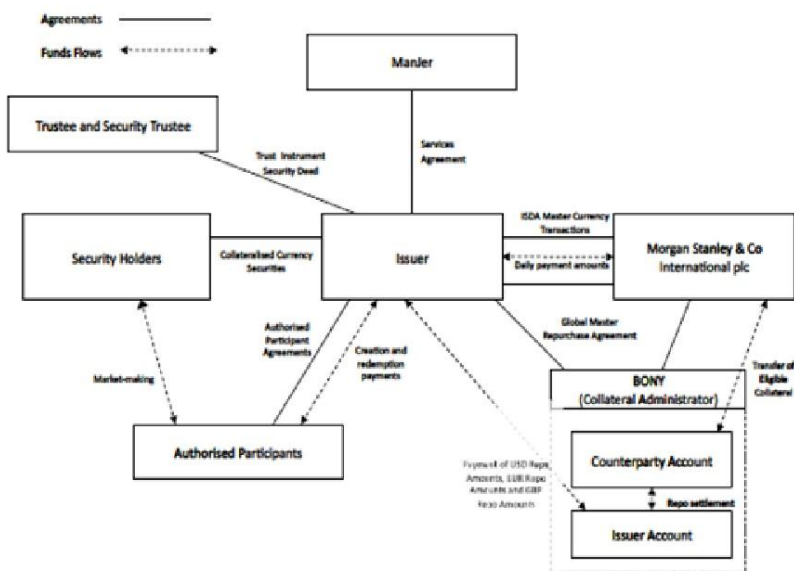 Agreements
Funds Flows
ManJer
Trustee and Security Trustee
Services
Agreement
Trust Instrument
Security Deed
Security Holders
Collateralised Currency
Securities
Issuer
ISDA Master Currency
Transactions
Daily payment amounts
Morgan Stanley & Co
International plc
Global Master
Repurchase Agreement
Authorised
Participant
Agreements
Creation and
redemption
payments
Market-making
Transfer of
Eligible
Collateral
BONY
(Collateral Administrator)
Authorised Participants
Counterparty Account
Payment of USD Repo
Amounts, EUR Repo
Amounts and GBP
Repo Amounts
Repo settlement
Issuer Account